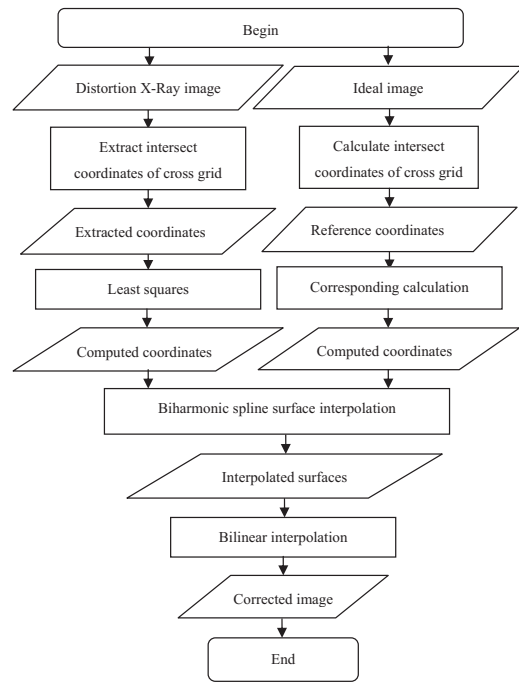 Begin
Distortion X-Ray image
Ideal image
Extract intersect
coordinates of cross grid
Calculate intersect
coordinates of cross grid
Extracted coordinates
Reference coordinates
Least squares
Corresponding calculation
Computed coordinates
Computed coordinates
Biharmonic spline surface interpolation
Interpolated surfaces
Bilinear interpolation
Corrected image
End